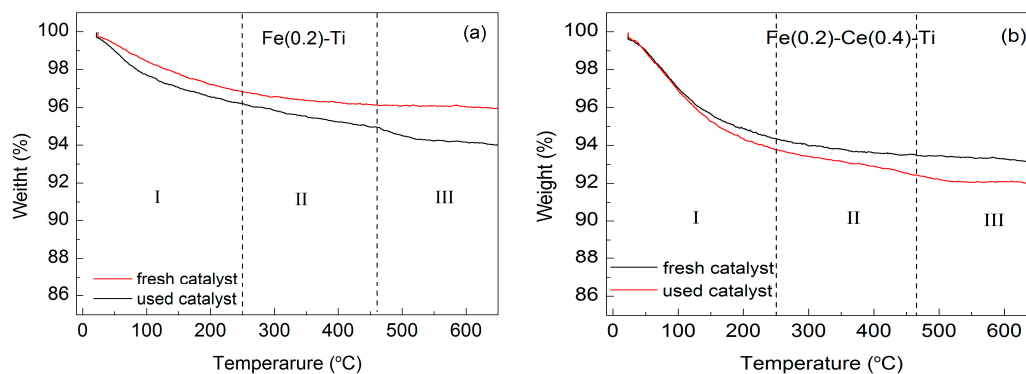 Fe(0.2)-Ti
(a)
100
98
96
94
92
90
88
86
Weitht (%)
I
II
III
fresh catalyst
used catalyst
0 100 200 300 400 500 600
Temperarure (°C)
Fe(0.2)-Ce(0.4)-Ti
(b)
100
98
96
94
92
90
88
86
Weight (%)
I
II
III
fresh catalyst
used catalyst
0 100 200 300 400 500 600
Temperature (°C)